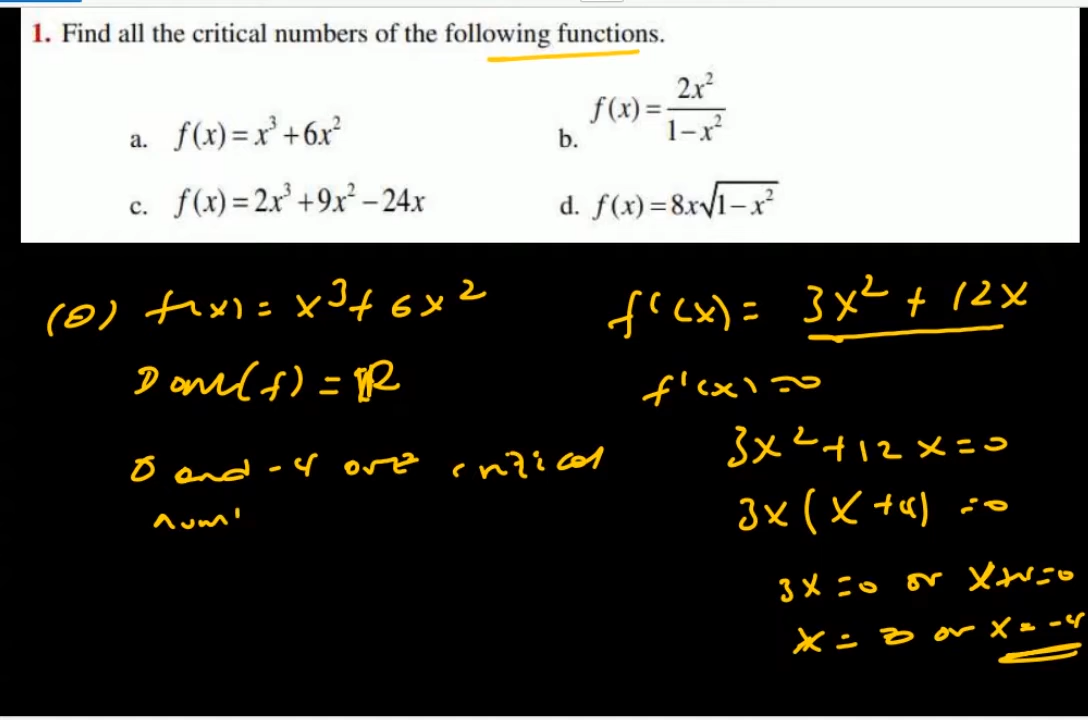 1. Find all the critical numbers of the following functions.
a. f(x) = x³ + 6x²
b. f(x) = 2x² / (1 − x²)
c. f(x) = 2x³ + 9x² − 24x
d. f(x) = 8x√(1 − x²)
(a) f(x) = x³ + 6x²
Dom(f) = ℝ
0 and -4 are critical
num
f'(x) = 3x² + 12x
f'(x) = 0
3x² + 12x = 0
3x(x + 4) = 0
3x = 0 or x+4=0
x = 0 or x = -4